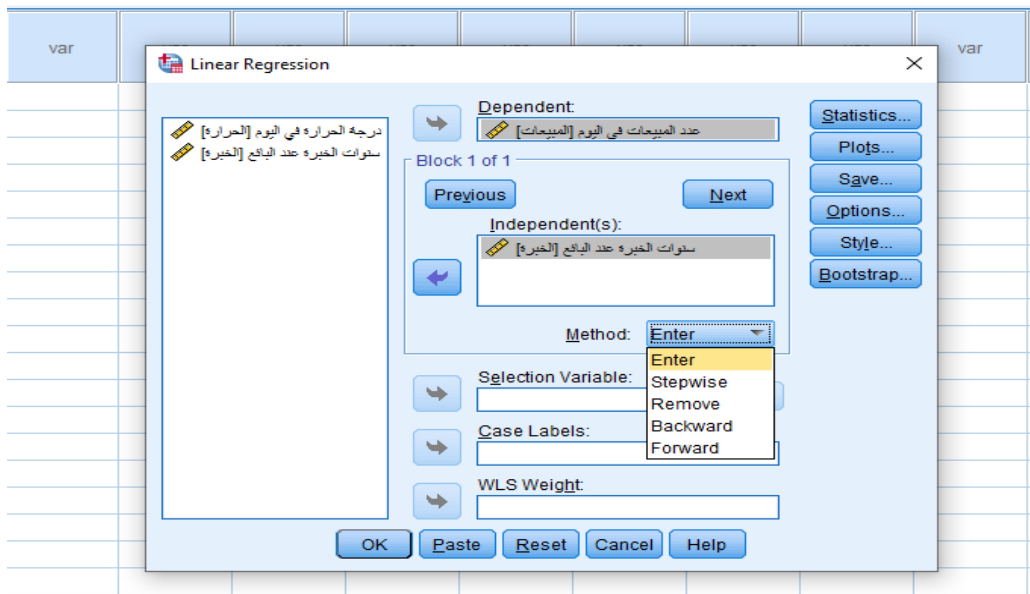 var
var
Linear Regression
درجة الحرارة في اليوم [الحرارة]
سنوات الخبرة عند البائع [الخبرة]
Dependent:
عدد المبيعات في اليوم [المبيعات]
Block 1 of 1
Previous
Next
Independent(s):
سنوات الخبرة عند البائع [الخبرة]
Method:
Enter
Enter
Stepwise
Remove
Backward
Forward
Selection Variable:
Case Labels:
WLS Weight:
Statistics...
Plots...
Save...
Options...
Style...
Bootstrap...
OK
Paste
Reset
Cancel
Help